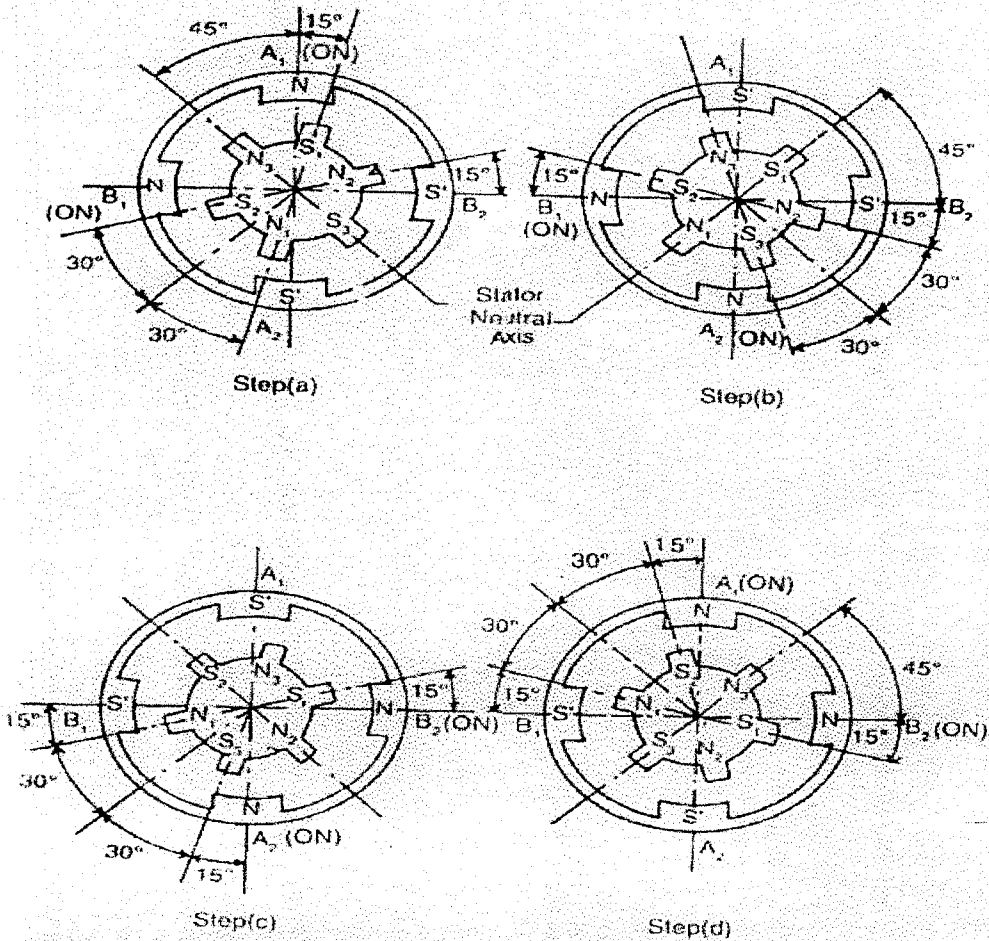 45° 15°
A₁ (ON)
N
S₁
N₃ N₂
15°
B₁ N S' B₂
(ON)
S₂ S₃
N₁
30°
S'
30° A₂
Step(a)
A₁
S'
45°
N₃ S₁
15° S₂
B₁ N S' 15° B₂
(ON)
N₁ S₃ N₂
30°
N
A₂ (ON) 30°
Stator
Neutral
Axis
Step(b)
A₁
S'
S₂ N₃
S₁ 15°
15° B₁ S' N B₂ (ON)
N₁ N₂
S₃
30°
N
30° A₂ (ON)
15°
Step(c)
30° 15°
A₁ (ON)
N
30°
45°
N₃
N₁
15° S' S₁ N B₂ (ON)
B₁ 15°
S₃ N₂
S'
A₂
Step(d)